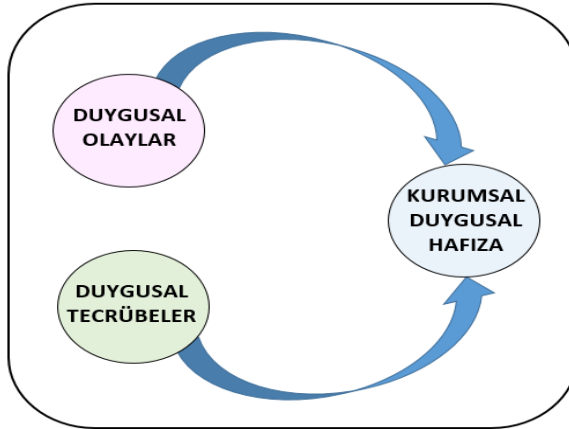 DUYGUSAL
OLAYLAR
KURUMSAL
DUYGUSAL
HAFIZA
DUYGUSAL
TECRÜBELER